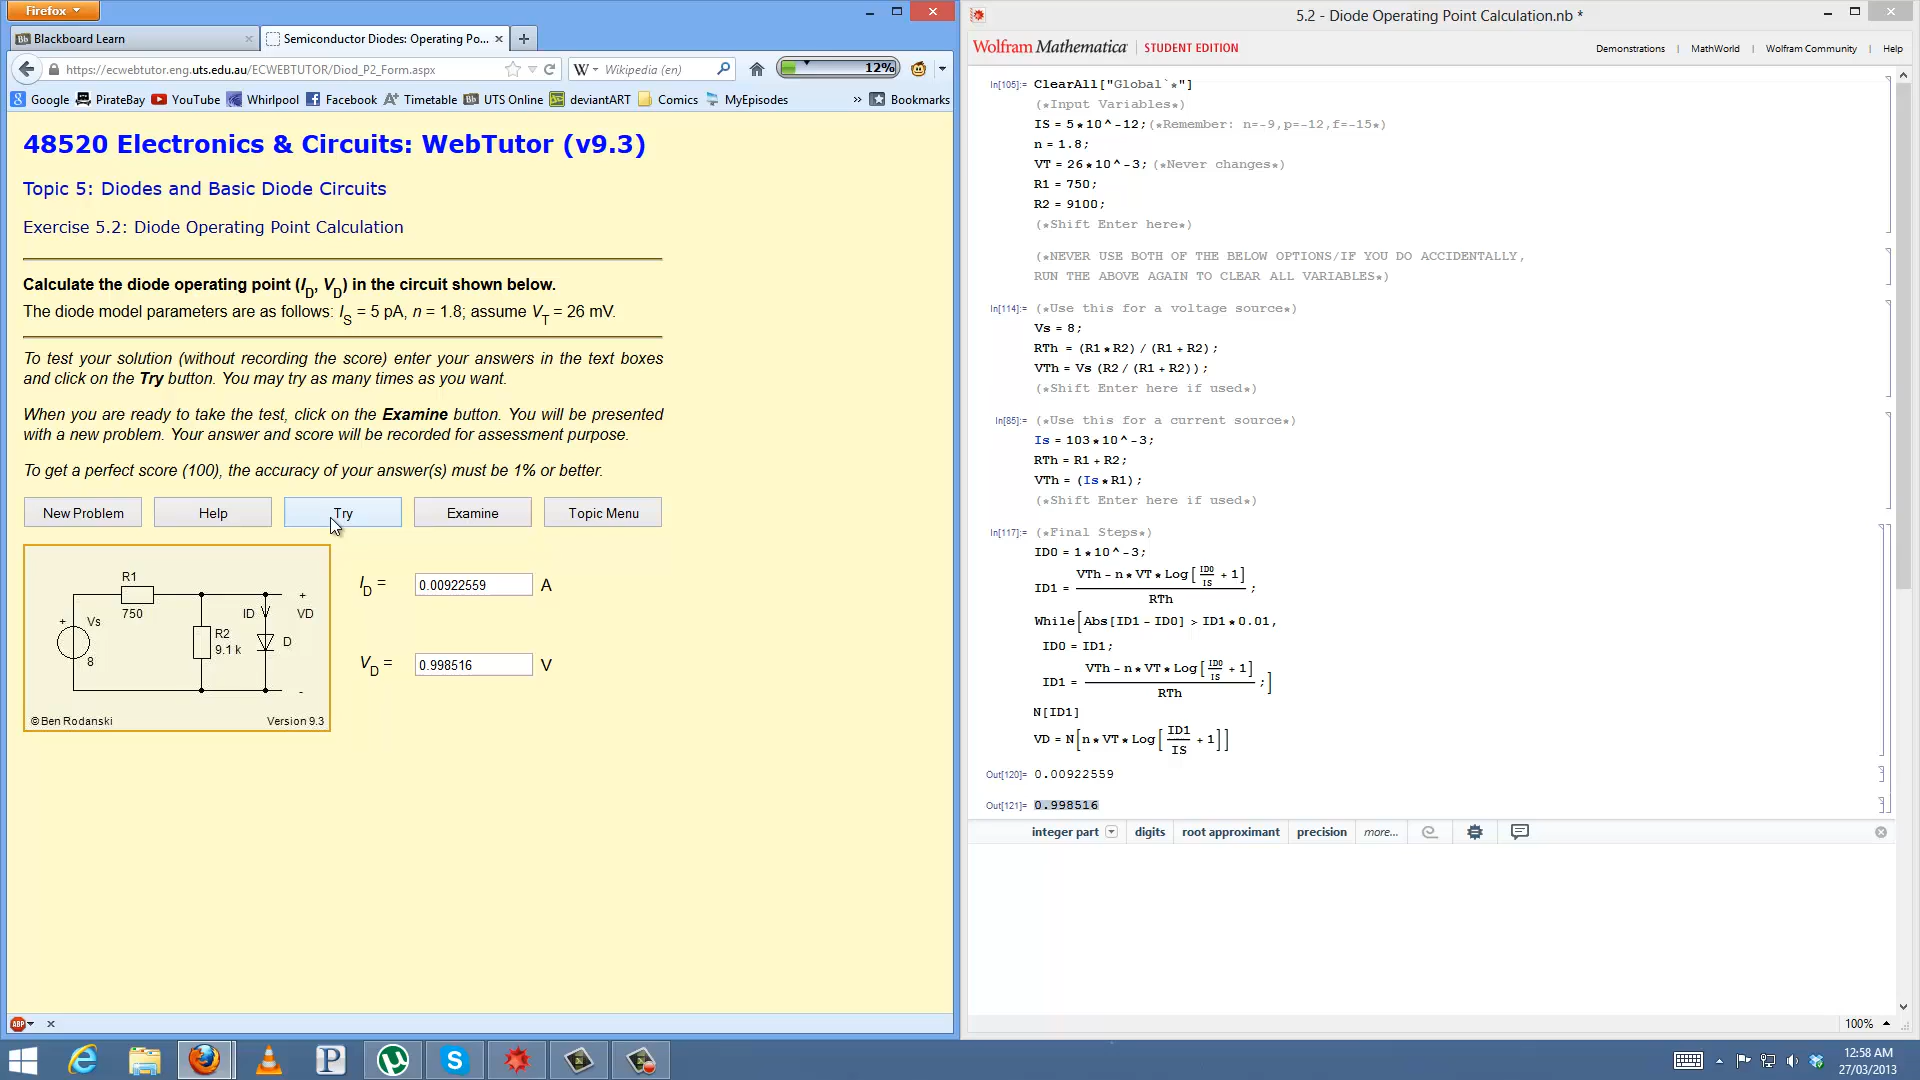 Firefox
Blackboard Learn
Semiconductor Diodes: Operating Po...
https://ecwebtutor.eng.uts.edu.au/ECWEBTUTOR/Diod_P2_Form.aspx
Wikipedia (en)
12%
Google PirateBay YouTube Whirlpool Facebook Timetable UTS Online deviantART Comics MyEpisodes » Bookmarks
48520 Electronics & Circuits: WebTutor (v9.3)
Topic 5: Diodes and Basic Diode Circuits
Exercise 5.2: Diode Operating Point Calculation
Calculate the diode operating point (ID, VD) in the circuit shown below.
The diode model parameters are as follows: IS = 5 pA, n = 1.8; assume VT = 26 mV.
To test your solution (without recording the score) enter your answers in the text boxes
and click on the Try button. You may try as many times as you want.
When you are ready to take the test, click on the Examine button. You will be presented
with a new problem. Your answer and score will be recorded for assessment purpose.
To get a perfect score (100), the accuracy of your answer(s) must be 1% or better.
New Problem Help Try Examine Topic Menu
R1
750
+ Vs
8
R2
9.1 k
ID
D
+
VD
-
©Ben Rodanski Version 9.3
ID = 0.00922559 A
VD = 0.998516 V
ABP
5.2 - Diode Operating Point Calculation.nb *
Wolfram Mathematica | STUDENT EDITION
Demonstrations | MathWorld | Wolfram Community | Help
In[105]:= ClearAll["Global`*"]
(*Input Variables*)
IS = 5*10^-12;(*Remember: n=-9,p=-12,f=-15*)
n = 1.8;
VT = 26*10^-3;(*Never changes*)
R1 = 750;
R2 = 9100;
(*Shift Enter here*)
(*NEVER USE BOTH OF THE BELOW OPTIONS/IF YOU DO ACCIDENTALLY,
RUN THE ABOVE AGAIN TO CLEAR ALL VARIABLES*)
In[114]:= (*Use this for a voltage source*)
Vs = 8;
RTh = (R1*R2)/(R1+R2);
VTh = Vs (R2/(R1+R2));
(*Shift Enter here if used*)
In[85]:= (*Use this for a current source*)
Is = 103*10^-3;
RTh = R1+R2;
VTh = (Is*R1);
(*Shift Enter here if used*)
In[117]:= (*Final Steps*)
ID0 = 1*10^-3;
ID1 = VTh-n*VT*Log[ID0/IS +1] / RTh;
While[Abs[ID1-ID0] > ID1*0.01,
ID0 = ID1;
ID1 = VTh-n*VT*Log[ID0/IS +1] / RTh;]
N[ID1]
VD = N[n*VT*Log[ID1/IS +1]]
Out[120]= 0.00922559
Out[121]= 0.998516
integer part digits root approximant precision more...
100%
12:58 AM
27/03/2013